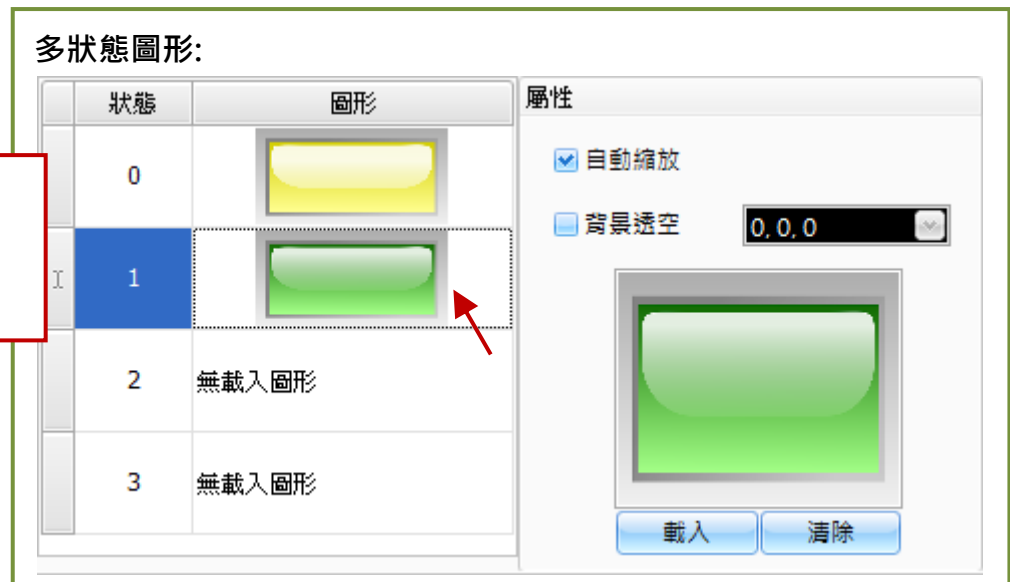 多狀態圖形:
狀態 圖形
0
1
2 無載入圖形
3 無載入圖形
屬性
自動縮放
背景透空 0, 0, 0
載入 清除